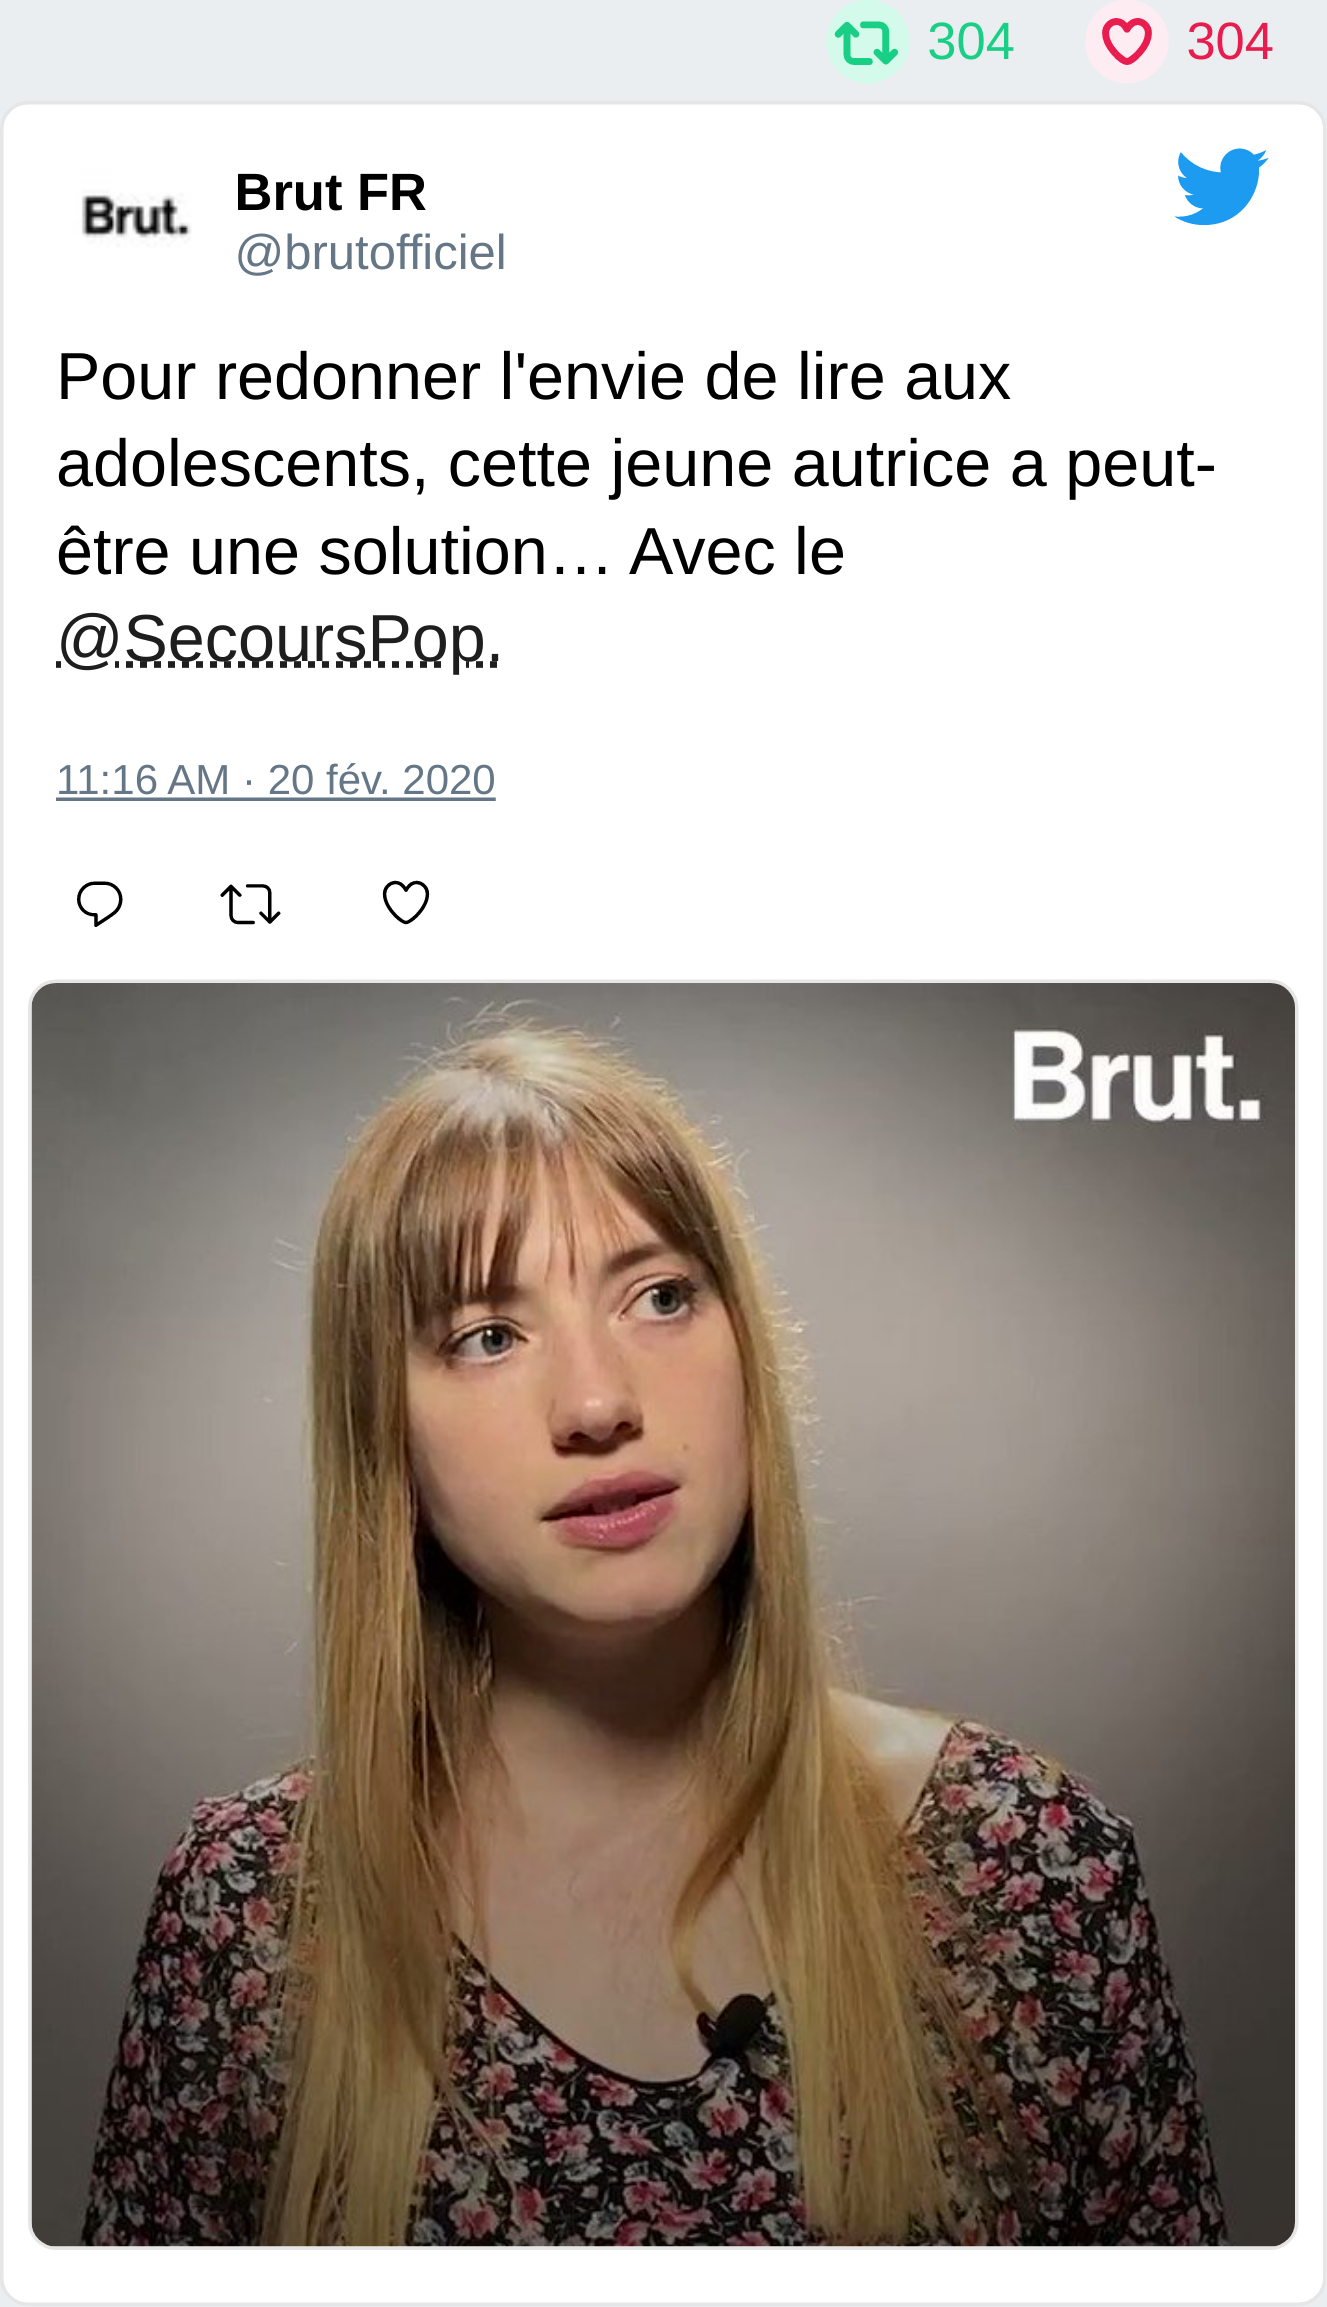 304 304
Brut.
Brut FR
@brutofficiel
Pour redonner l'envie de lire aux
adolescents, cette jeune autrice a peut-
être une solution… Avec le
@SecoursPop.
11:16 AM · 20 fév. 2020
Brut.